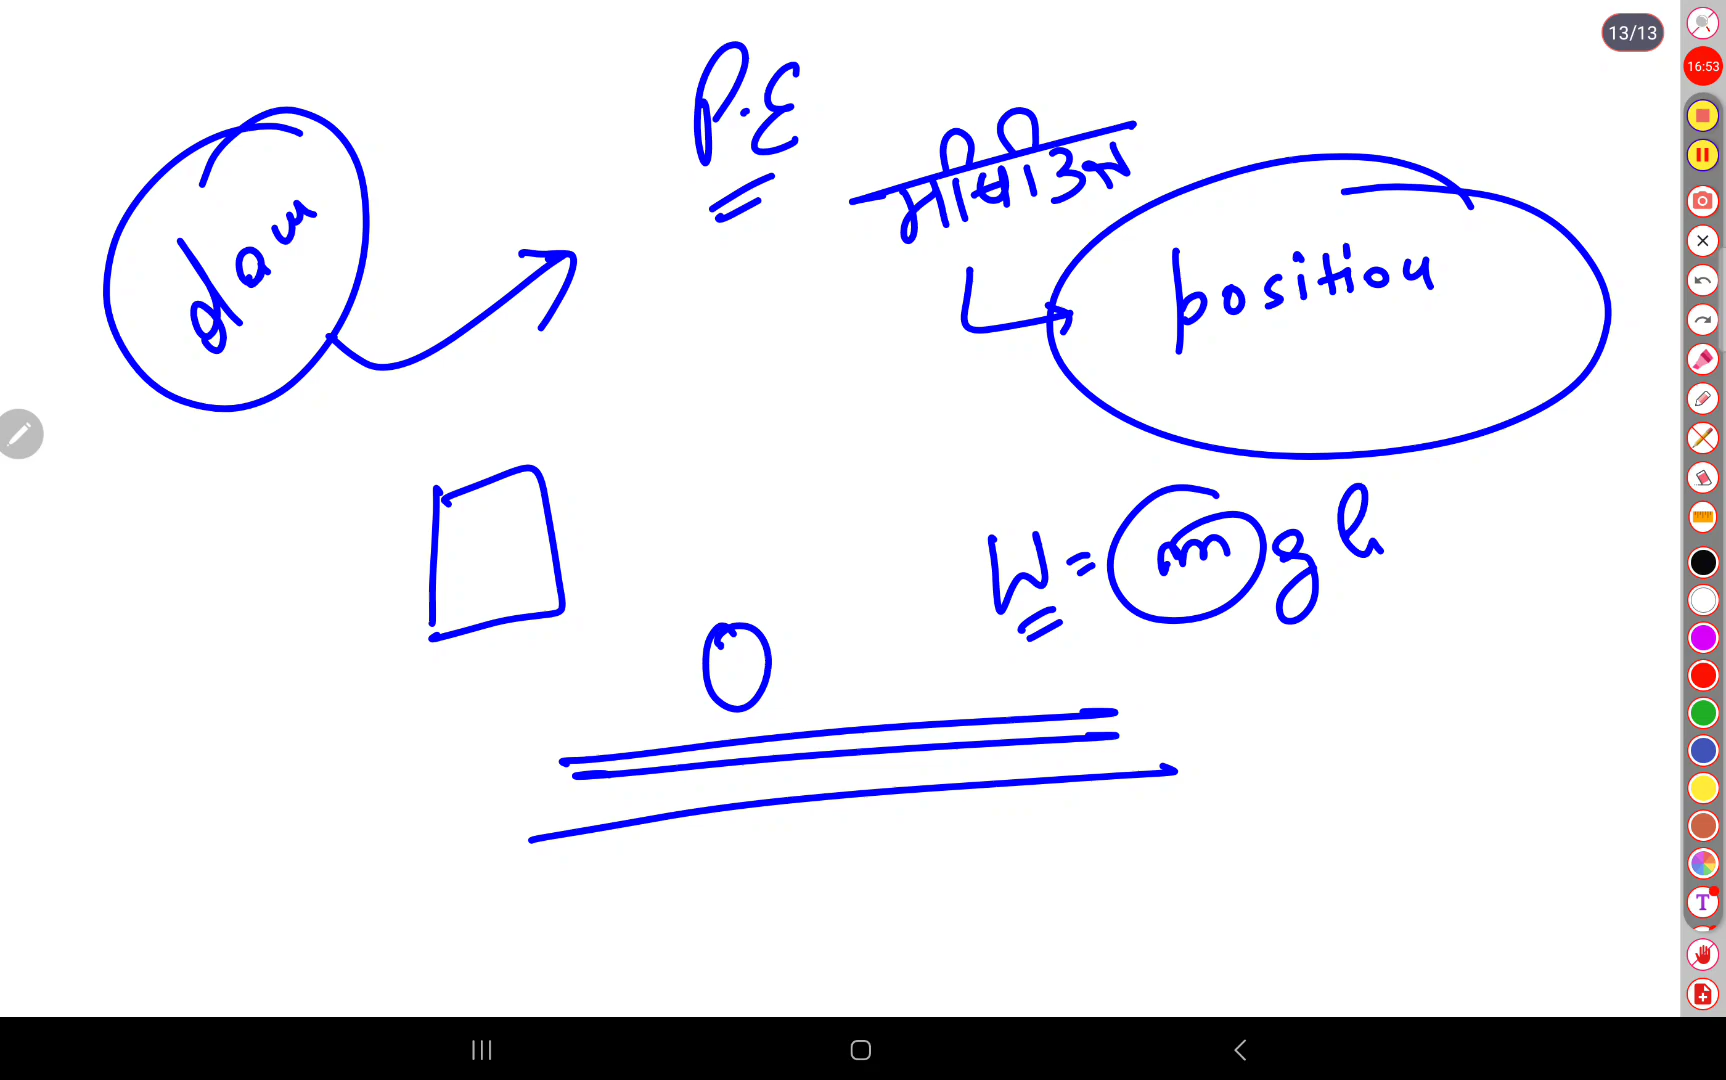 13/13
16:53
P.E
dam
position
W = mgh
O
T